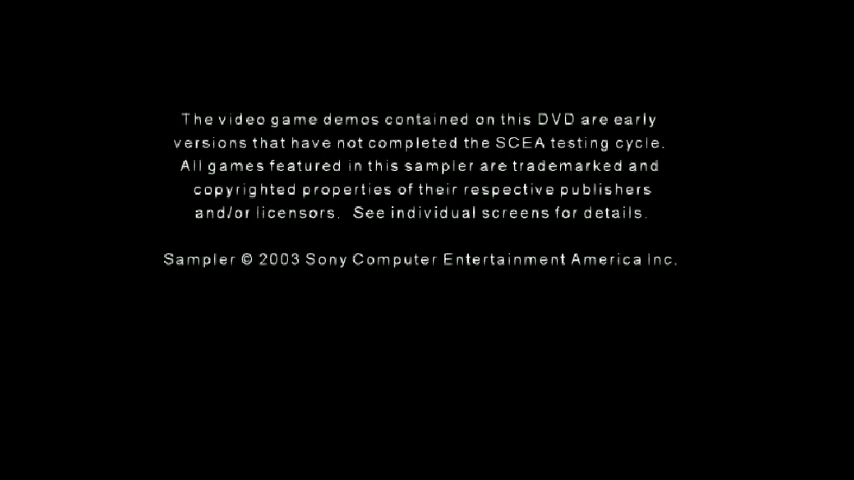 The video game demos contained on this DVD are early
versions that have not completed the SCEA testing cycle.
All games featured in this sampler are trademarked and
copyrighted properties of their respective publishers
and/or licensors. See individual screens for details.
Sampler © 2003 Sony Computer Entertainment America Inc.